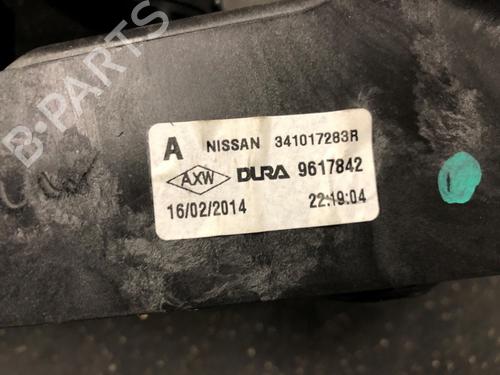 B-PARTS
A NISSAN 341017283R
AXW DURA 9617842
16/02/2014 22:19:04